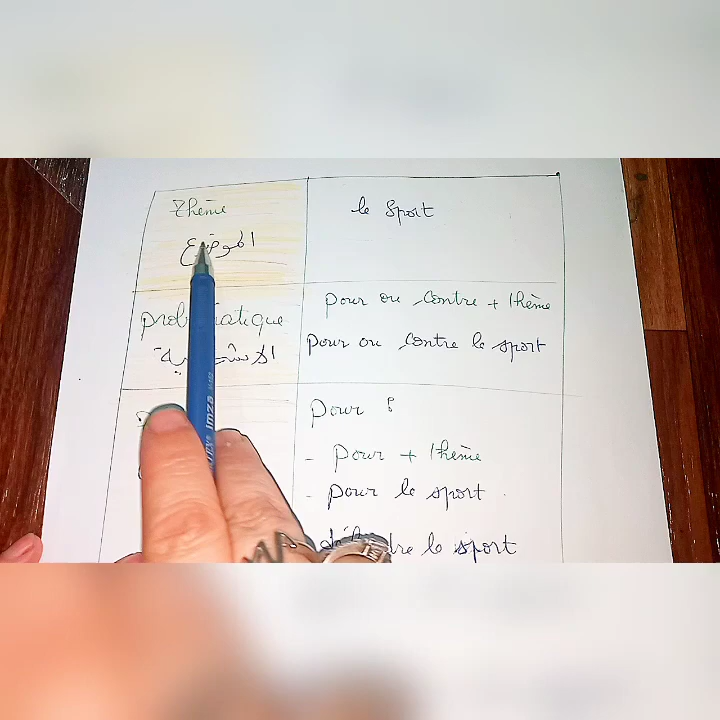 Thème
le sport
الموضوع
pour ou contre + thème
pour ou contre le sport
Pour ?
- pour + thème
- pour le sport
le sport
imza